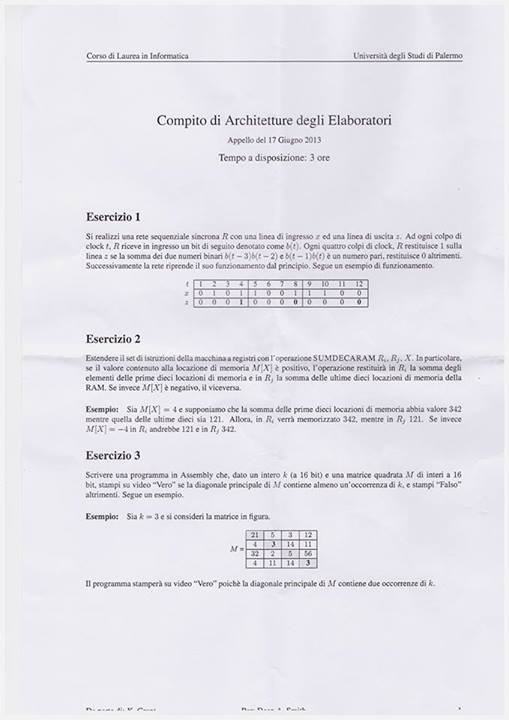 Corso di Laurea in Informatica Università degli Studi di Palermo
Compito di Architetture degli Elaboratori
Appello del 17 Giugno 2013
Tempo a disposizione: 3 ore
Esercizio 1
Si realizzi una rete sequenziale sincrona R con una linea di ingresso x ed una linea di uscita z. Ad ogni colpo di
clock t, R riceve in ingresso un bit di seguito denotato come b(t). Ogni quattro colpi di clock, R restituisce 1 sulla
linea z se la somma dei due numeri binari b(t − 3)b(t − 2) e b(t − 1)b(t) è un numero pari, restituisce 0 altrimenti.
Successivamente la rete riprende il suo funzionamento dal principio. Segue un esempio di funzionamento.
t 1 2 3 4 5 6 7 8 9 10 11 12
x 0 1 0 1 1 0 0 1 1 1 0 0
z 0 0 0 1 0 0 0 0 0 0 0 0
Esercizio 2
Estendere il set di istruzioni della macchina a registri con l'operazione SUMDECARAM Ri, Rj, X. In particolare,
se il valore contenuto alla locazione di memoria M[X] è positivo, l'operazione restituirà in Ri la somma degli
elementi delle prime dieci locazioni di memoria e in Rj la somma delle ultime dieci locazioni di memoria della
RAM. Se invece M[X] è negativo, il viceversa.
Esempio: Sia M[X] = 4 e supponiamo che la somma delle prime dieci locazioni di memoria abbia valore 342
mentre quella delle ultime dieci sia 121. Allora, in Ri verrà memorizzato 342, mentre in Rj 121. Se invece
M[X] = −4 in Ri andrebbe 121 e in Rj 342.
Esercizio 3
Scrivere una programma in Assembly che, dato un intero k (a 16 bit) e una matrice quadrata M di interi a 16
bit, stampi su video “Vero” se la diagonale principale di M contiene almeno un'occorrenza di k, e stampi “Falso”
altrimenti. Segue un esempio.
Esempio: Sia k = 3 e si consideri la matrice in figura.
21 5 3 12
4 3 14 11
M = 32 2 5 56
4 11 14 3
Il programma stamperà su video “Vero” poichè la diagonale principale di M contiene due occorrenze di k.